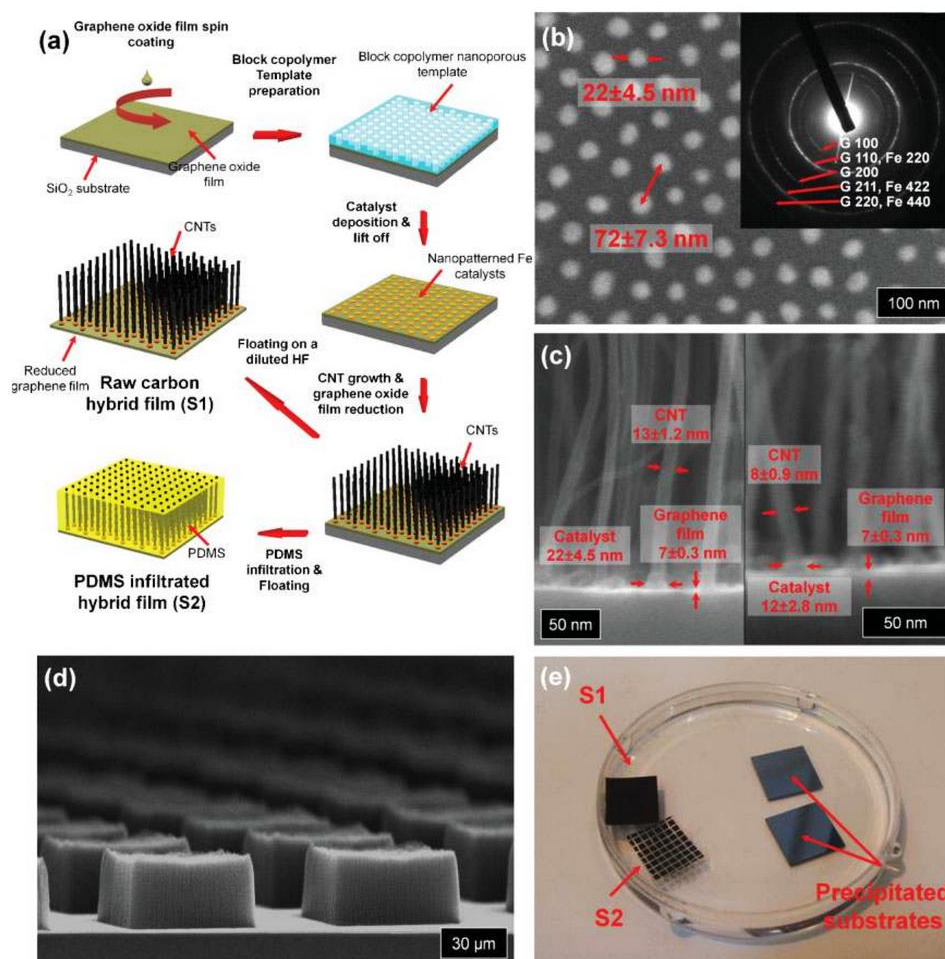 (a)
Graphene oxide film spin
coating
Block copolymer
Template
preparation
Block copolymer nanoporous
template
Graphene oxide
film
SiO₂ substrate
Catalyst
deposition &
lift off
CNTs
Nanopatterned Fe
catalysts
Reduced
graphene film
Floating on a
diluted HF
Raw carbon
hybrid film (S1)
CNT growth &
graphene oxide
film reduction
CNTs
PDMS
PDMS
infiltration &
Floating
PDMS infiltrated
hybrid film (S2)
(b)
22±4.5 nm
72±7.3 nm
G 100
G 110, Fe 220
G 200
G 211, Fe 422
G 220, Fe 440
100 nm
(c)
CNT
13±1.2 nm
Catalyst
22±4.5 nm
Graphene
film
7±0.3 nm
50 nm
CNT
8±0.9 nm
Graphene
film
7±0.3 nm
Catalyst
12±2.8 nm
50 nm
(d)
30 µm
(e)
S1
S2
Precipitated
substrates